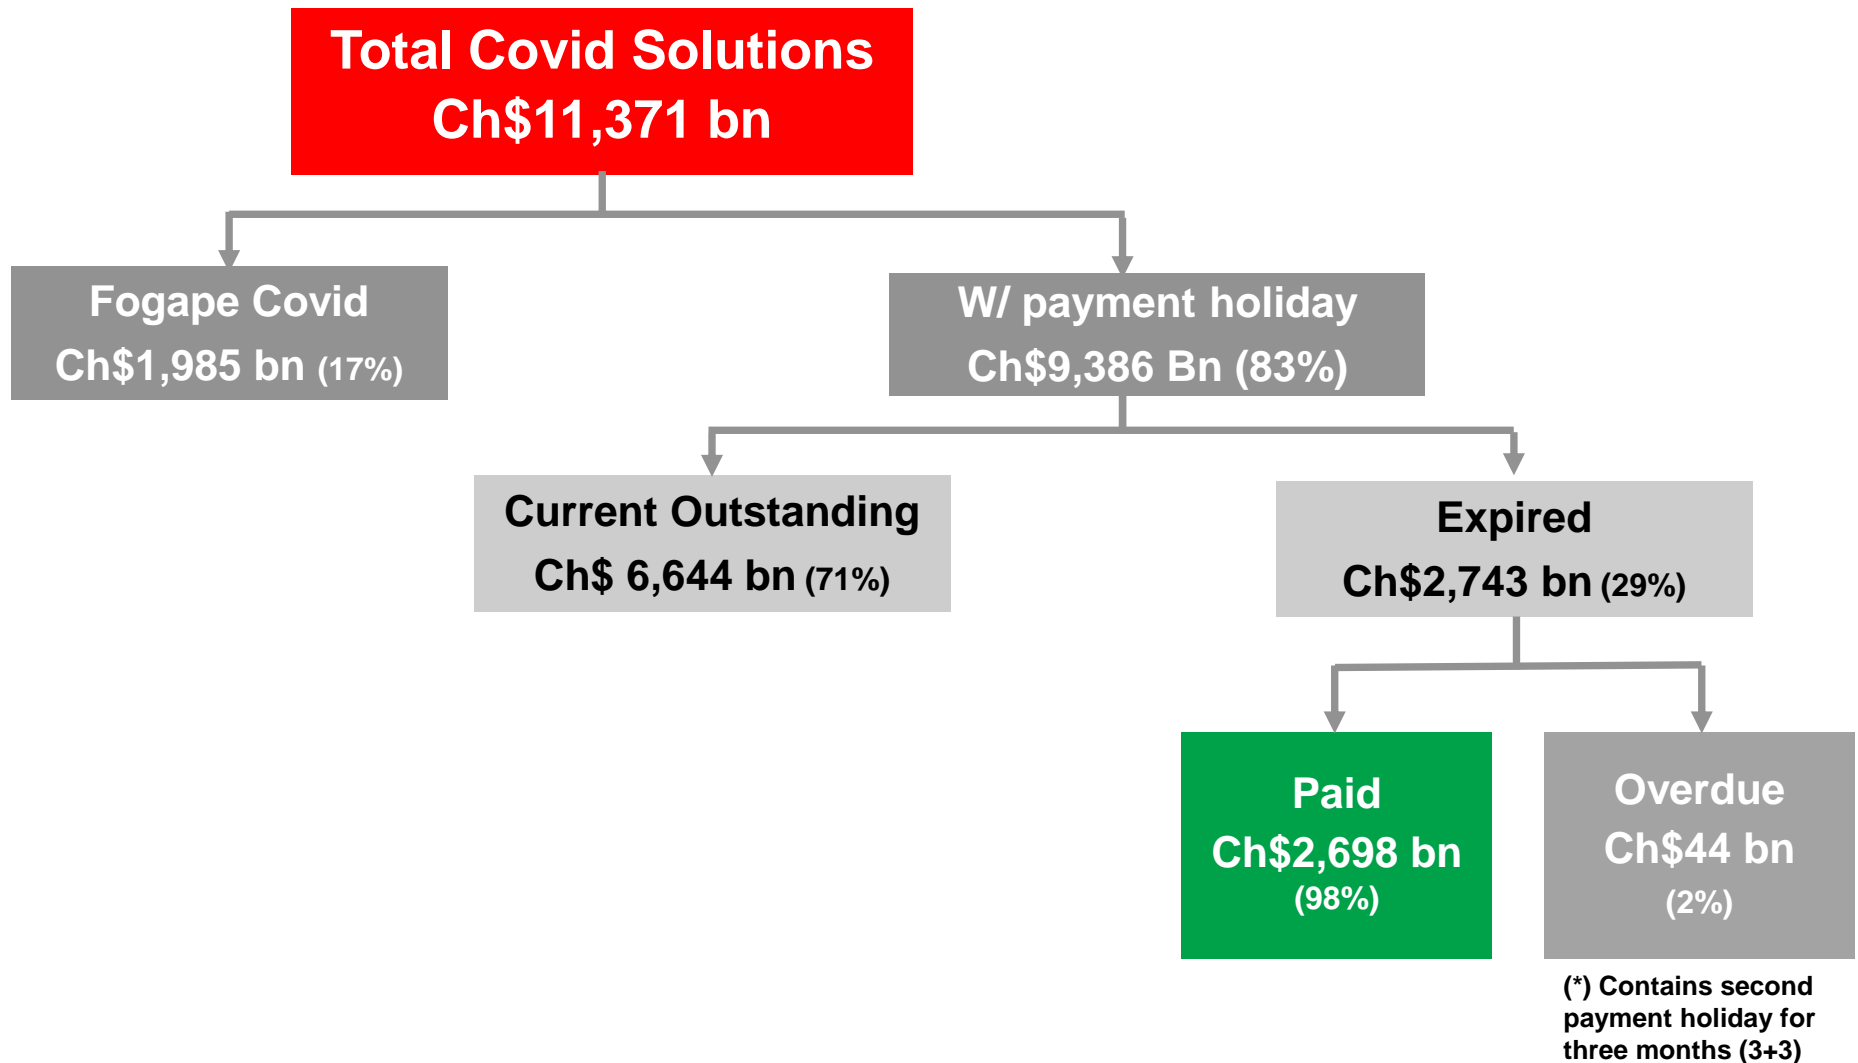 Total Covid Solutions
Ch$11,371 bn
Fogape Covid
Ch$1,985 bn (17%)
W/ payment holiday
Ch$9,386 Bn (83%)
Current Outstanding
Ch$ 6,644 bn (71%)
Expired
Ch$2,743 bn (29%)
Paid
Ch$2,698 bn
(98%)
Overdue
Ch$44 bn
(2%)
(*) Contains second
payment holiday for
three months (3+3)